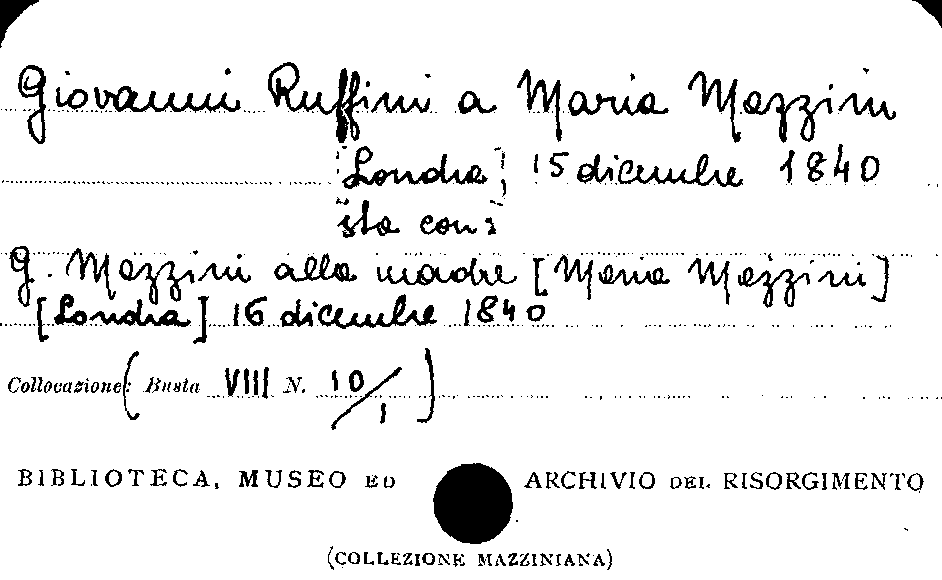 Giovanni Ruffini a Maria Mazzini
[Londra], 15 dicembre 1840
sta con:
G. Mazzini alla madre [Maria Mazzini]
[Londra] 16 dicembre 1840
Collocazione: (Busta VIII N. 10/1)
BIBLIOTECA, MUSEO ED ARCHIVIO DEL RISORGIMENTO
(COLLEZIONE MAZZINIANA)